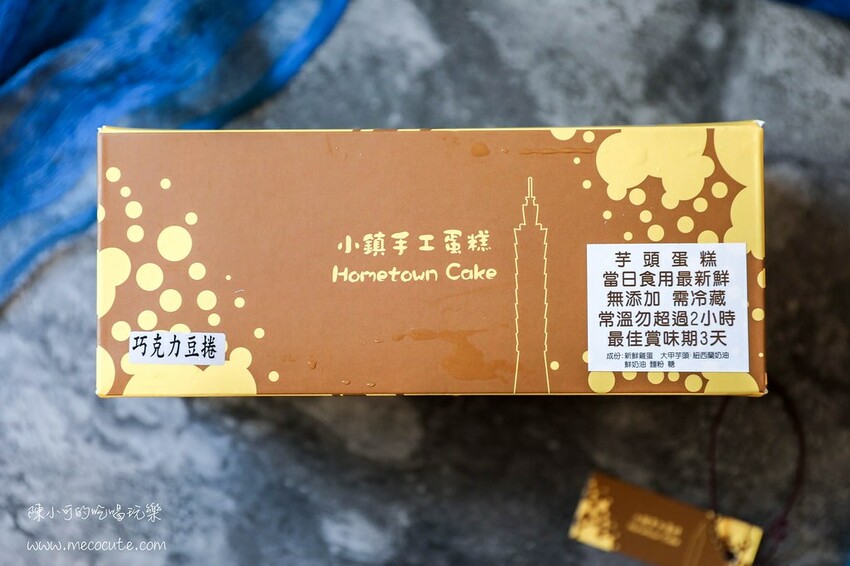 小鎮手工蛋糕
Hometown Cake
巧克力豆捲
芋頭蛋糕
當日食用最新鮮
無添加 需冷藏
常溫勿超過2小時
最佳賞味期3天
成份:新鮮雞蛋 大甲芋頭 紐西蘭奶油
鮮奶油 麵粉 糖
陳小可的吃喝玩樂
www.mecocute.com